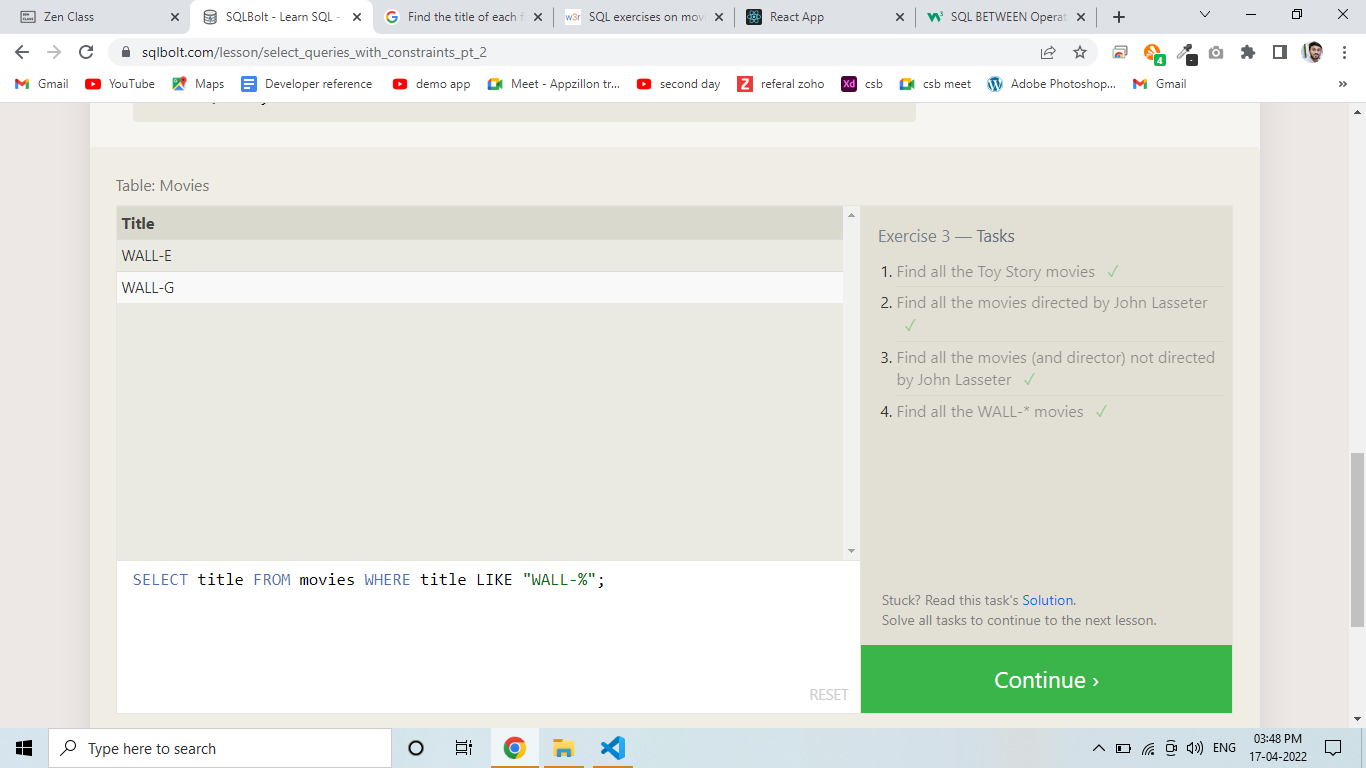 Zen Class
SQLBolt - Learn SQL -
Find the title of each f
w3r
SQL exercises on mov
React App
SQL BETWEEN Operat
sqlbolt.com/lesson/select_queries_with_constraints_pt_2
4
Gmail
YouTube
Maps
Developer reference
demo app
Meet - Appzillon tr...
second day
Z
referal zoho
Xd
csb
csb meet
Adobe Photoshop...
Gmail
»
Table: Movies
Title
WALL-E
WALL-G
SELECT title FROM movies WHERE title LIKE "WALL-%";
RESET
Exercise 3 — Tasks
1. Find all the Toy Story movies ✓
2. Find all the movies directed by John Lasseter
✓
3. Find all the movies (and director) not directed
by John Lasseter ✓
4. Find all the WALL-* movies ✓
Stuck? Read this task's Solution.
Solve all tasks to continue to the next lesson.
Continue ›
Type here to search
ENG
03:48 PM
17-04-2022